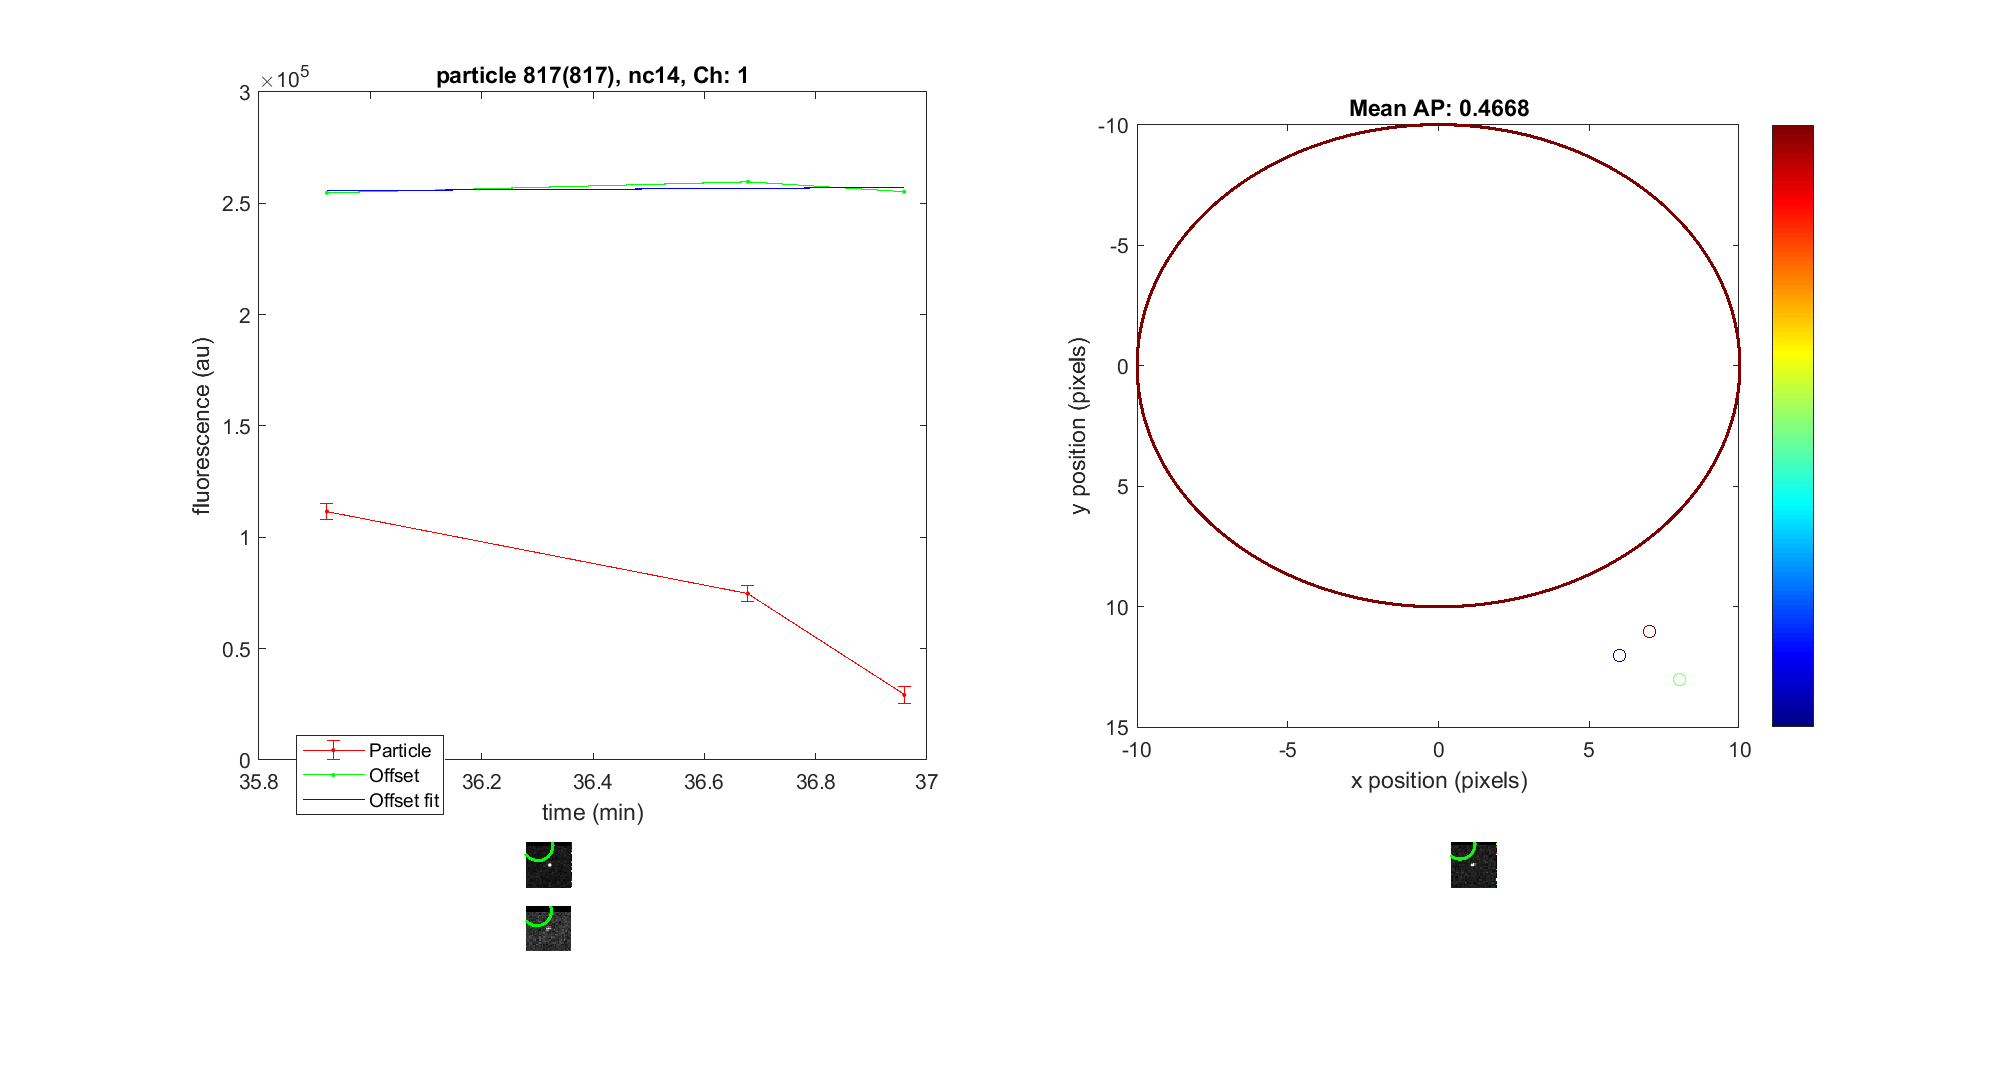 particle 817(817), nc14, Ch: 1
×10^5
3
2.5
2
1.5
1
0.5
0
fluorescence (au)
35.8
36.2
36.4
36.6
36.8
37
time (min)
Particle
Offset
Offset fit
Mean AP: 0.4668
-10
-5
0
5
10
15
y position (pixels)
-10
-5
0
5
10
x position (pixels)